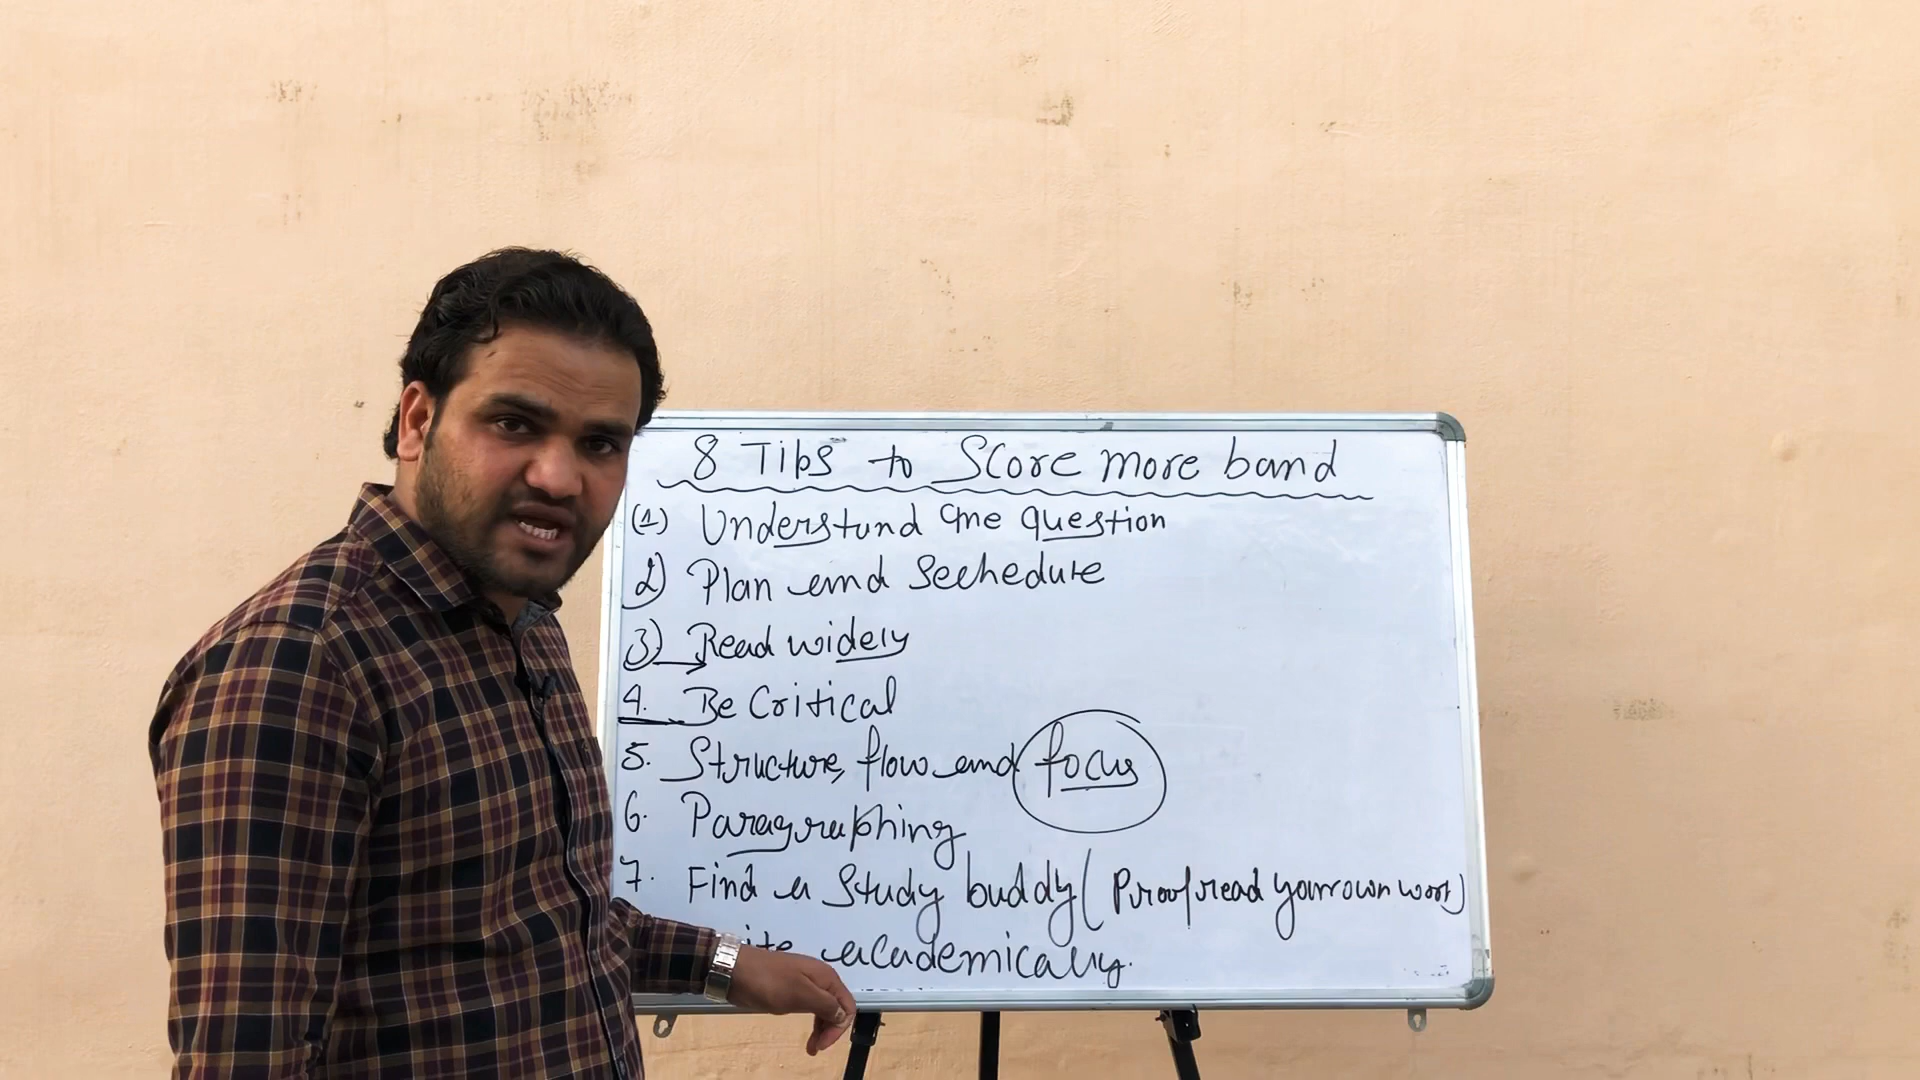 8 Tips to Score more band
(1) Understand the question
2) Plan and Scehedule
3) Read widely
4. Be Critical
5. Structure, flow and focus
6. Paragraphing
7. Find a Study buddy (Proofread your own work)
academically.